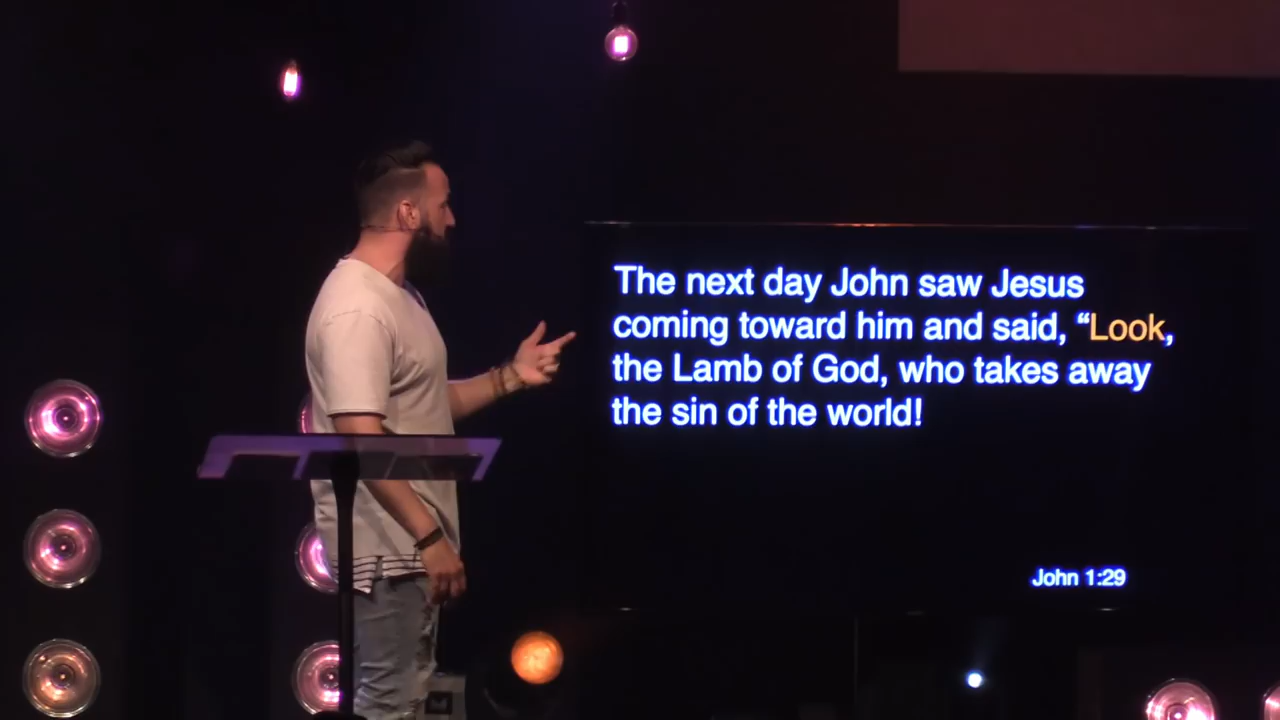 The next day John saw Jesus
coming toward him and said, “Look,
the Lamb of God, who takes away
the sin of the world!
John 1:29